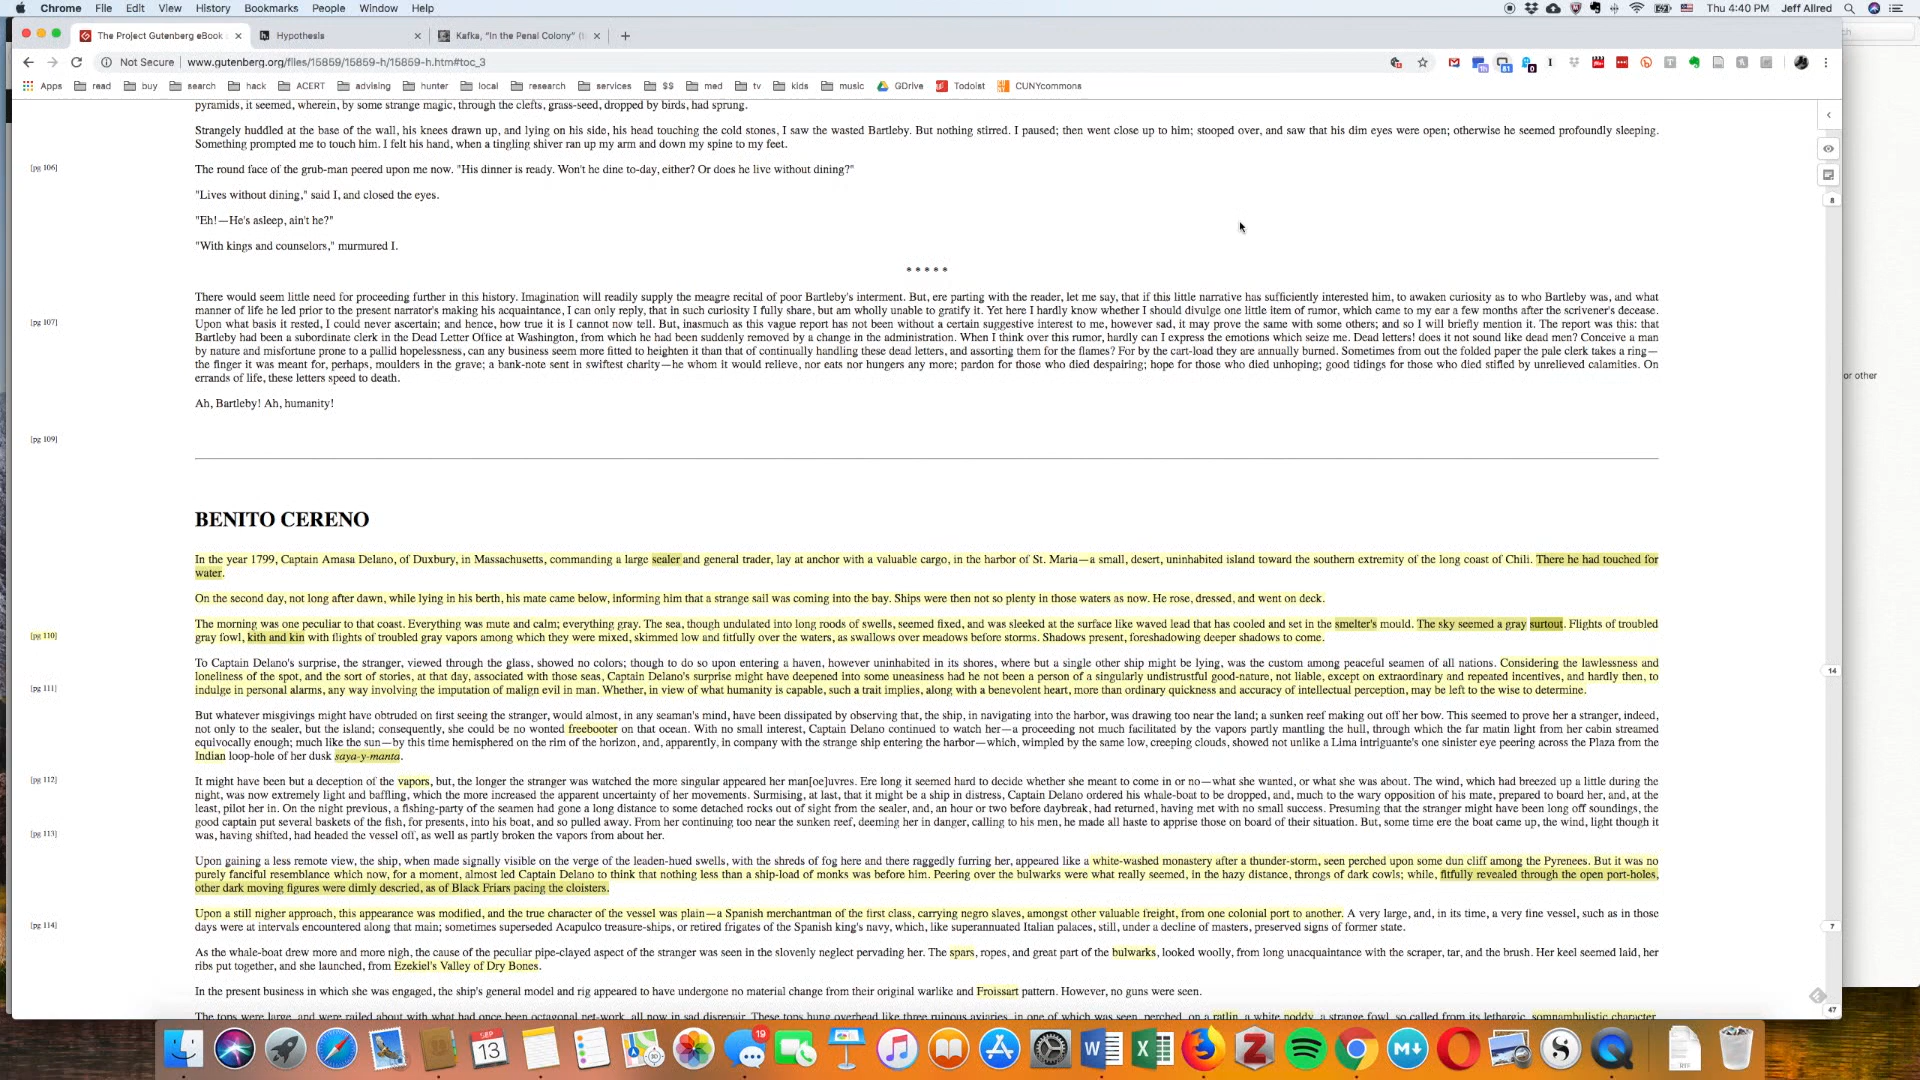 Chrome File Edit View History Bookmarks People Window Help Thu 4:40 PM Jeff Allred
The Project Gutenberg eBook Hypothesis Kafka, "In the Penal Colony" (
Not Secure www.gutenberg.org/files/15859/15859-h/15859-h.htm#toc_3
Apps read buy search hack ACERT advising hunter local research services $$ med tv kids music GDrive Todoist CUNYcommons
pyramids, it seemed, wherein, by some strange magic, through the clefts, grass-seed, dropped by birds, had sprung.
Strangely huddled at the base of the wall, his knees drawn up, and lying on his side, his head touching the cold stones, I saw the wasted Bartleby. But nothing stirred. I paused; then went close up to him; stooped over, and saw that his dim eyes were open; otherwise he seemed profoundly sleeping.
Something prompted me to touch him. I felt his hand, when a tingling shiver ran up my arm and down my spine to my feet.
[pg 106] The round face of the grub-man peered upon me now. "His dinner is ready. Won't he dine to-day, either? Or does he live without dining?"
"Lives without dining," said I, and closed the eyes.
8
"Eh!—He's asleep, ain't he?"
"With kings and counselors," murmured I.
* * * * *
There would seem little need for proceeding further in this history. Imagination will readily supply the meagre recital of poor Bartleby's interment. But, ere parting with the reader, let me say, that if this little narrative has sufficiently interested him, to awaken curiosity as to who Bartleby was, and what
manner of life he led prior to the present narrator's making his acquaintance, I can only reply, that in such curiosity I fully share, but am wholly unable to gratify it. Yet here I hardly know whether I should divulge one little item of rumor, which came to my ear a few months after the scrivener's decease.
[pg 107] Upon what basis it rested, I could never ascertain; and hence, how true it is I cannot now tell. But, inasmuch as this vague report has not been without a certain suggestive interest to me, however sad, it may prove the same with some others; and so I will briefly mention it. The report was this: that
Bartleby had been a subordinate clerk in the Dead Letter Office at Washington, from which he had been suddenly removed by a change in the administration. When I think over this rumor, hardly can I express the emotions which seize me. Dead letters! does it not sound like dead men? Conceive a man
by nature and misfortune prone to a pallid hopelessness, can any business seem more fitted to heighten it than that of continually handling these dead letters, and assorting them for the flames? For by the cart-load they are annually burned. Sometimes from out the folded paper the pale clerk takes a ring—
the finger it was meant for, perhaps, moulders in the grave; a bank-note sent in swiftest charity—he whom it would relieve, nor eats nor hungers any more; pardon for those who died despairing; hope for those who died unhoping; good tidings for those who died stifled by unrelieved calamities. On
errands of life, these letters speed to death.
or other
Ah, Bartleby! Ah, humanity!
[pg 109]
BENITO CERENO
In the year 1799, Captain Amasa Delano, of Duxbury, in Massachusetts, commanding a large sealer and general trader, lay at anchor with a valuable cargo, in the harbor of St. Maria—a small, desert, uninhabited island toward the southern extremity of the long coast of Chili. There he had touched for
water.
On the second day, not long after dawn, while lying in his berth, his mate came below, informing him that a strange sail was coming into the bay. Ships were then not so plenty in those waters as now. He rose, dressed, and went on deck.
The morning was one peculiar to that coast. Everything was mute and calm; everything gray. The sea, though undulated into long roods of swells, seemed fixed, and was sleeked at the surface like waved lead that has cooled and set in the smelter's mould. The sky seemed a gray surtout. Flights of troubled
[pg 110] gray fowl, kith and kin with flights of troubled gray vapors among which they were mixed, skimmed low and fitfully over the waters, as swallows over meadows before storms. Shadows present, foreshadowing deeper shadows to come.
To Captain Delano's surprise, the stranger, viewed through the glass, showed no colors; though to do so upon entering a haven, however uninhabited in its shores, where but a single other ship might be lying, was the custom among peaceful seamen of all nations. Considering the lawlessness and
14
loneliness of the spot, and the sort of stories, at that day, associated with those seas, Captain Delano's surprise might have deepened into some uneasiness had he not been a person of a singularly undistrustful good-nature, not liable, except on extraordinary and repeated incentives, and hardly then, to
[pg 111] indulge in personal alarms, any way involving the imputation of malign evil in man. Whether, in view of what humanity is capable, such a trait implies, along with a benevolent heart, more than ordinary quickness and accuracy of intellectual perception, may be left to the wise to determine.
But whatever misgivings might have obtruded on first seeing the stranger, would almost, in any seaman's mind, have been dissipated by observing that, the ship, in navigating into the harbor, was drawing too near the land; a sunken reef making out off her bow. This seemed to prove her a stranger, indeed,
not only to the sealer, but the island; consequently, she could be no wonted freebooter on that ocean. With no small interest, Captain Delano continued to watch her—a proceeding not much facilitated by the vapors partly mantling the hull, through which the far matin light from her cabin streamed
equivocally enough; much like the sun—by this time hemisphered on the rim of the horizon, and, apparently, in company with the strange ship entering the harbor—which, wimpled by the same low, creeping clouds, showed not unlike a Lima intriguante's one sinister eye peering across the Plaza from the
Indian loop-hole of her dusk saya-y-manta.
[pg 112] It might have been but a deception of the vapors, but, the longer the stranger was watched the more singular appeared her man[oe]uvres. Ere long it seemed hard to decide whether she meant to come in or no—what she wanted, or what she was about. The wind, which had breezed up a little during the
night, was now extremely light and baffling, which the more increased the apparent uncertainty of her movements. Surmising, at last, that it might be a ship in distress, Captain Delano ordered his whale-boat to be dropped, and, much to the wary opposition of his mate, prepared to board her, and, at the
least, pilot her in. On the night previous, a fishing-party of the seamen had gone a long distance to some detached rocks out of sight from the sealer, and, an hour or two before daybreak, had returned, having met with no small success. Presuming that the stranger might have been long off soundings, the
good captain put several baskets of the fish, for presents, into his boat, and so pulled away. From her continuing too near the sunken reef, deeming her in danger, calling to his men, he made all haste to apprise those on board of their situation. But, some time ere the boat came up, the wind, light though it
[pg 113] was, having shifted, had headed the vessel off, as well as partly broken the vapors from about her.
Upon gaining a less remote view, the ship, when made signally visible on the verge of the leaden-hued swells, with the shreds of fog here and there raggedly furring her, appeared like a white-washed monastery after a thunder-storm, seen perched upon some dun cliff among the Pyrenees. But it was no
purely fanciful resemblance which now, for a moment, almost led Captain Delano to think that nothing less than a ship-load of monks was before him. Peering over the bulwarks were what really seemed, in the hazy distance, throngs of dark cowls; while, fitfully revealed through the open port-holes,
other dark moving figures were dimly descried, as of Black Friars pacing the cloisters.
Upon a still nigher approach, this appearance was modified, and the true character of the vessel was plain—a Spanish merchantman of the first class, carrying negro slaves, amongst other valuable freight, from one colonial port to another. A very large, and, in its time, a very fine vessel, such as in those
[pg 114] days were at intervals encountered along that main; sometimes superseded Acapulco treasure-ships, or retired frigates of the Spanish king's navy, which, like superannuated Italian palaces, still, under a decline of masters, preserved signs of former state.
7
As the whale-boat drew more and more nigh, the cause of the peculiar pipe-clayed aspect of the stranger was seen in the slovenly neglect pervading her. The spars, ropes, and great part of the bulwarks, looked woolly, from long unacquaintance with the scraper, tar, and the brush. Her keel seemed laid, her
ribs put together, and she launched, from Ezekiel's Valley of Dry Bones.
In the present business in which she was engaged, the ship's general model and rig appeared to have undergone no material change from their original warlike and Froissart pattern. However, no guns were seen.
The tops were large, and were railed about with what had once been octagonal net-work, all now in sad disrepair. These tops hung overhead like three ruinous aviaries, in one of which was seen, perched, on a ratlin, a white noddy, a strange fowl, so called from its lethargic, somnambulistic character,
47
SEP
13
19